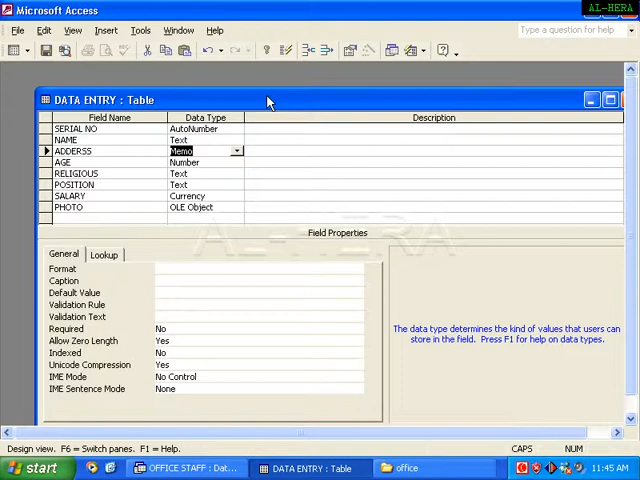 Microsoft Access
AL-HERA
File Edit View Insert Tools Window Help
Type a question for help
DATA ENTRY : Table
Field Name Data Type Description
SERIAL NO AutoNumber
NAME Text
ADDERSS Memo
AGE Number
RELIGIOUS Text
POSITION Text
SALARY Currency
PHOTO OLE Object
AL-HERA
Field Properties
General Lookup
Format
Caption
Default Value
Validation Rule
Validation Text
Required No
Allow Zero Length Yes
Indexed No
Unicode Compression Yes
IME Mode No Control
IME Sentence Mode None
The data type determines the kind of values that users can
store in the field. Press F1 for help on data types.
Design view. F6 = Switch panes. F1 = Help. CAPS NUM
start OFFICE STAFF : Dat... DATA ENTRY : Table office 11:45 AM